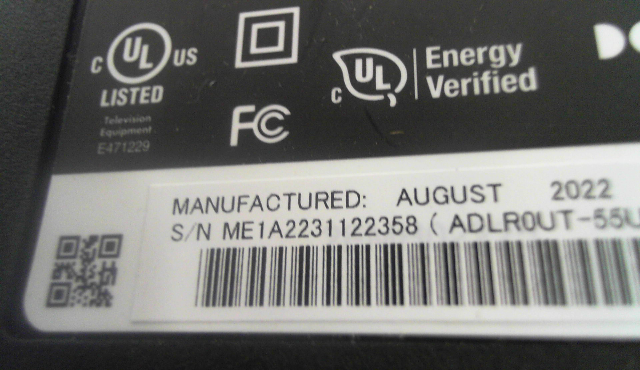 C UL US
LISTED
Television
Equipment
E471229
FC
C UL Energy
Verified
MANUFACTURED: AUGUST 2022
S/N ME1A2231122358 ( ADLR0UT-55U